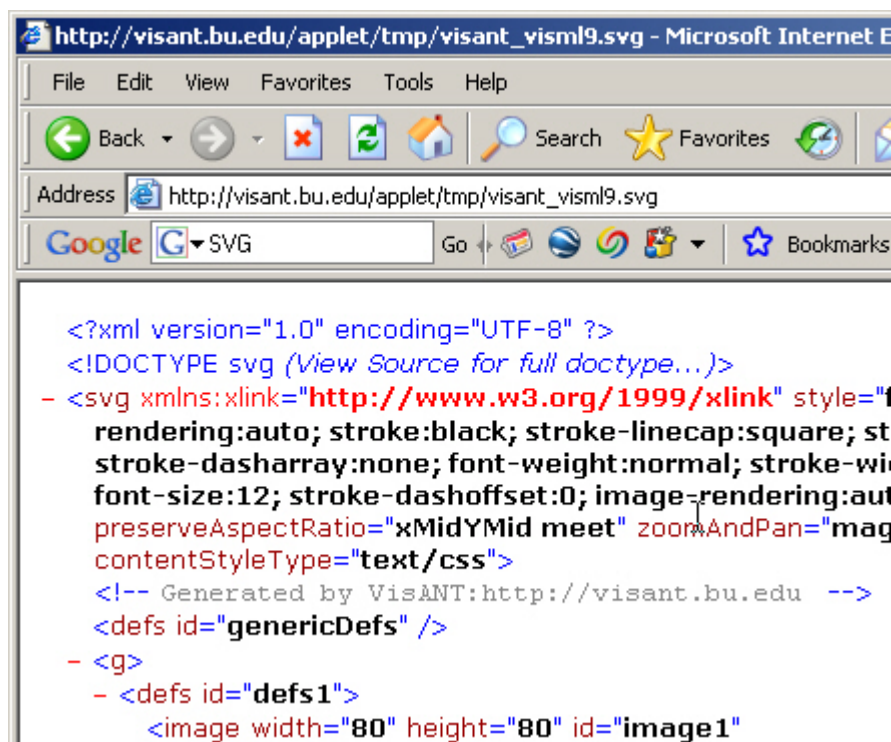 http://visant.bu.edu/applet/tmp/visant_visml9.svg - Microsoft Internet E
File Edit View Favorites Tools Help
Back Search Favorites
Address http://visant.bu.edu/applet/tmp/visant_visml9.svg
Google G SVG Go Bookmarks
<?xml version="1.0" encoding="UTF-8" ?>
<!DOCTYPE svg (View Source for full doctype...)>
- <svg xmlns:xlink="http://www.w3.org/1999/xlink" style="f
rendering:auto; stroke:black; stroke-linecap:square; st
stroke-dasharray:none; font-weight:normal; stroke-wi
font-size:12; stroke-dashoffset:0; image-rendering:aut
preserveAspectRatio="xMidYMid meet" zoomAndPan="mag
contentStyleType="text/css">
<!-- Generated by VisANT:http://visant.bu.edu -->
<defs id="genericDefs" />
- <g>
- <defs id="defs1">
<image width="80" height="80" id="image1"